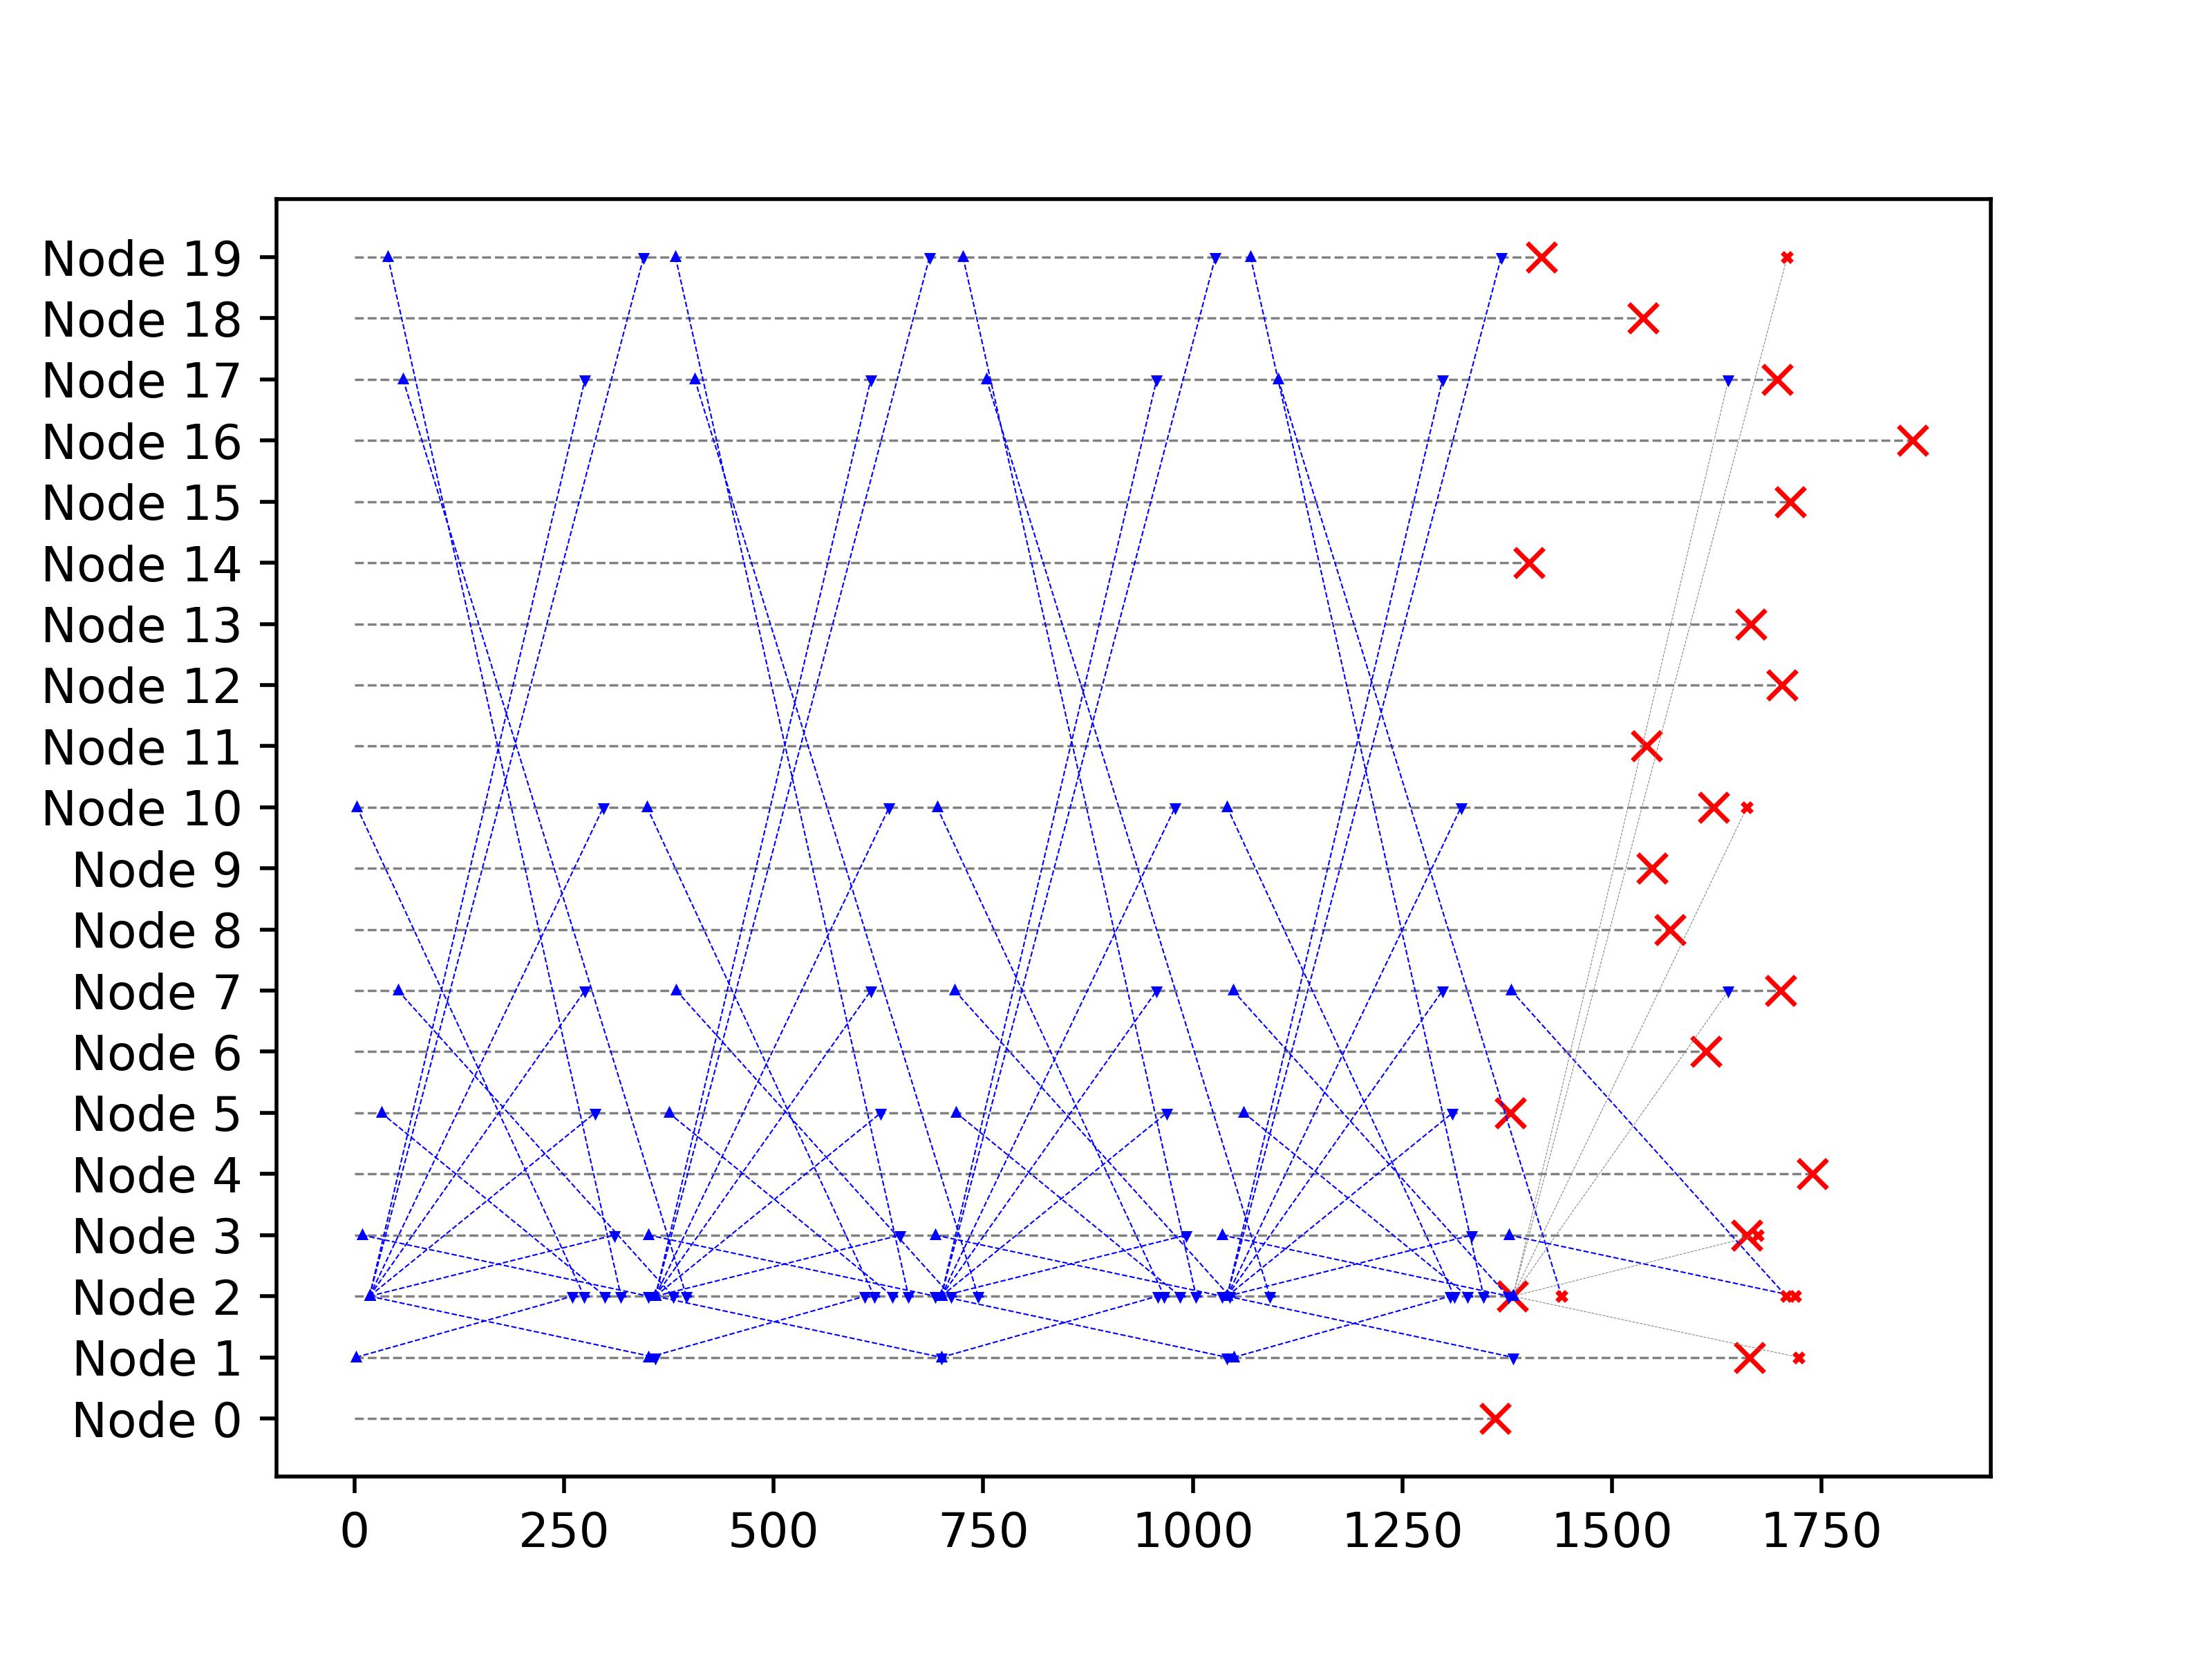 Node 19
Node 18
Node 17
Node 16
Node 15
Node 14
Node 13
Node 12
Node 11
Node 10
Node 9
Node 8
Node 7
Node 6
Node 5
Node 4
Node 3
Node 2
Node 1
Node 0
0 250 500 750 1000 1250 1500 1750